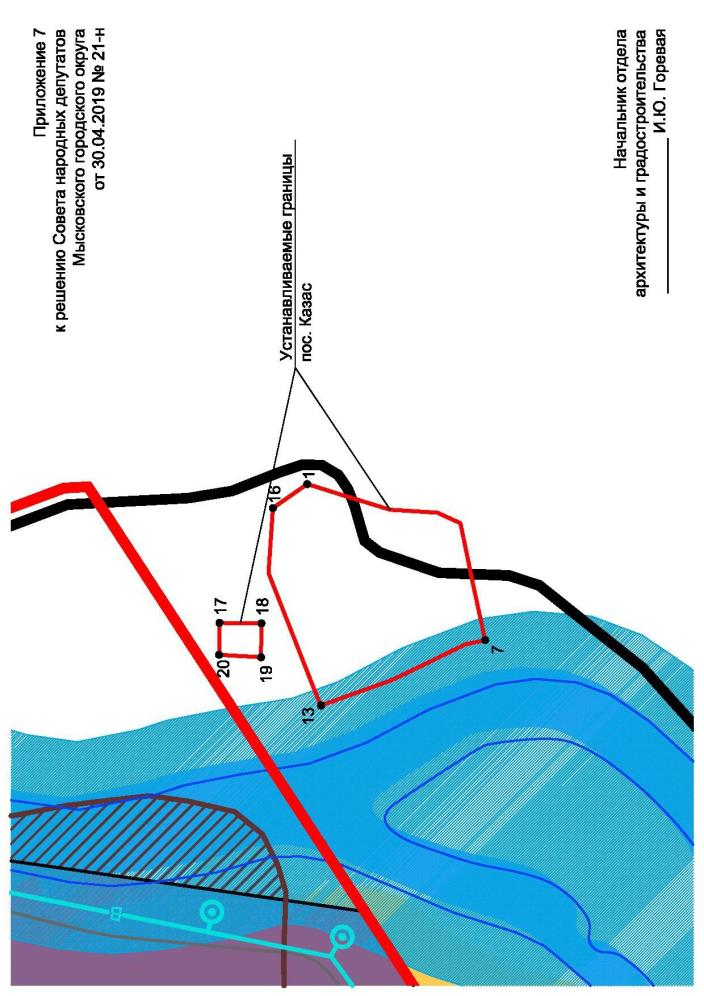 Приложение 7
к решению Совета народных депутатов
Мысковского городского округа
от 30.04.2019 № 21-н
Устанавливаемые границы
пос. Казас
1
16
17
18
20
19
13
7
В
Начальник отдела
архитектуры и градостроительства
И.Ю. Горевая